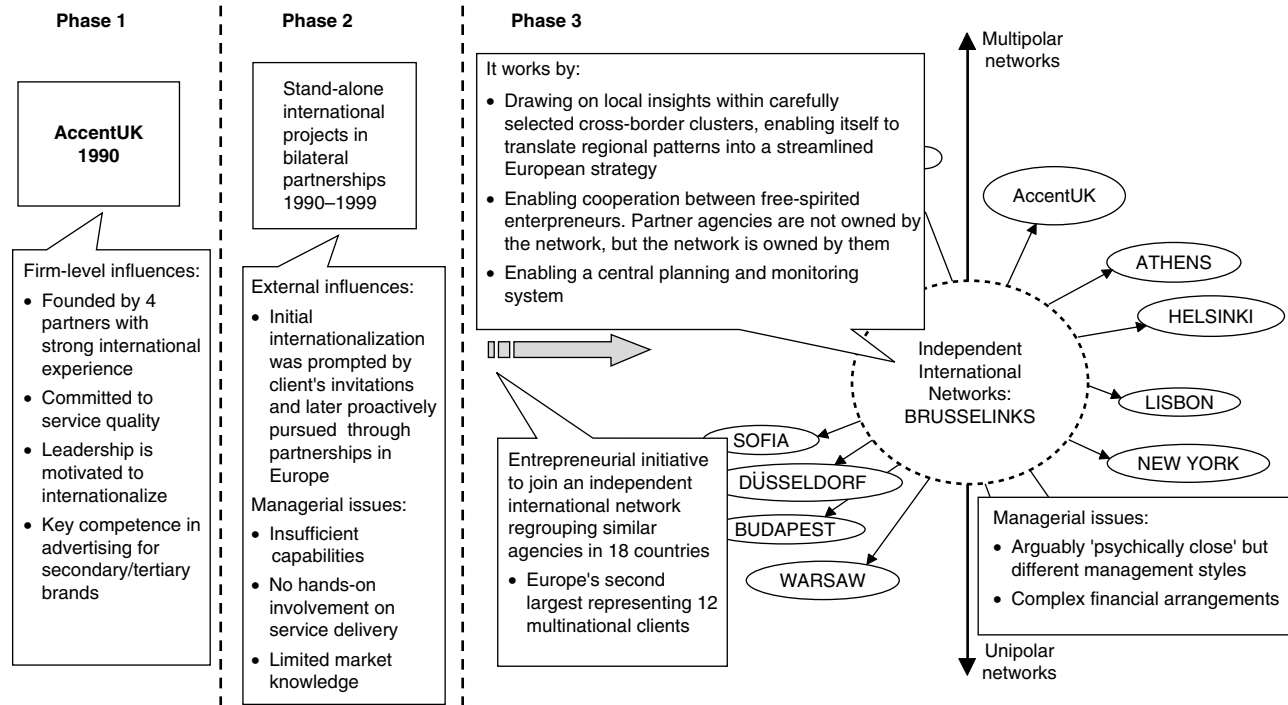 Phase 1
Phase 2
Phase 3
AccentUK
1990
Firm-level influences:
• Founded by 4
partners with
strong international
experience
• Committed to
service quality
• Leadership is
motivated to
internationalize
• Key competence in
advertising for
secondary/tertiary
brands
Stand-alone
international
projects in
bilateral
partnerships
1990–1999
External influences:
• Initial
internationalization
was prompted by
client's invitations
and later proactively
pursued through
partnerships in
Europe
Managerial issues:
• Insufficient
capabilities
• No hands-on
involvement on
service delivery
• Limited market
knowledge
It works by:
• Drawing on local insights within carefully
selected cross-border clusters, enabling itself to
translate regional patterns into a streamlined
European strategy
• Enabling cooperation between free-spirited
enterpreneurs. Partner agencies are not owned by
the network, but the network is owned by them
• Enabling a central planning and monitoring
system
Entrepreneurial initiative
to join an independent
international network
regrouping similar
agencies in 18 countries
• Europe's second
largest representing 12
multinational clients
Multipolar
networks
AccentUK
ATHENS
HELSINKI
LISBON
NEW YORK
Independent
International
Networks:
BRUSSELINKS
SOFIA
DÜSSELDORF
BUDAPEST
WARSAW
Managerial issues:
• Arguably 'psychically close' but
different management styles
• Complex financial arrangements
Unipolar
networks